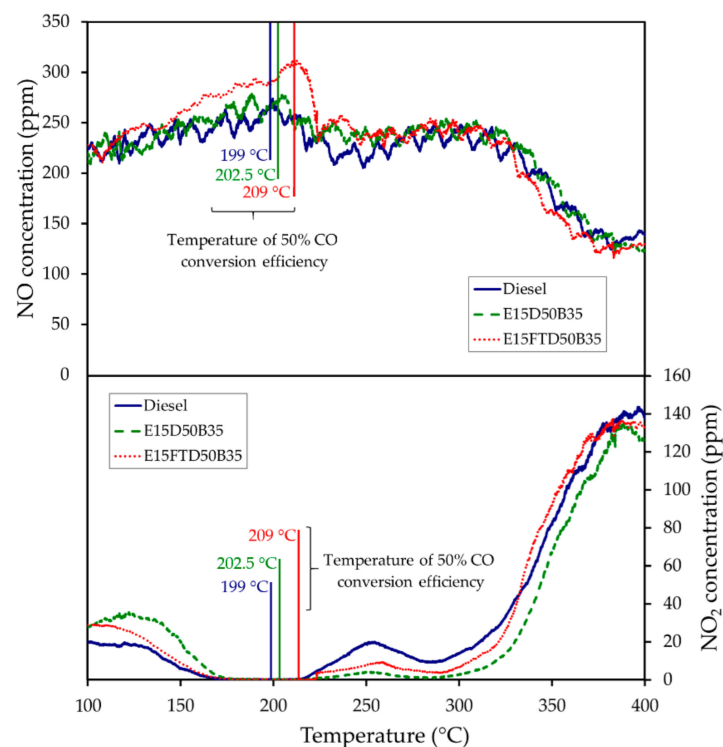 350
300
250
200
150
100
50
0
NO concentration (ppm)
199 °C
202.5 °C
209 °C
Temperature of 50% CO
conversion efficiency
Diesel
E15D50B35
E15FTD50B35
160
140
120
100
80
60
40
20
0
NO₂ concentration (ppm)
Diesel
E15D50B35
E15FTD50B35
209 °C
202.5 °C
199 °C
Temperature of 50% CO
conversion efficiency
100 150 200 250 300 350 400
Temperature (°C)